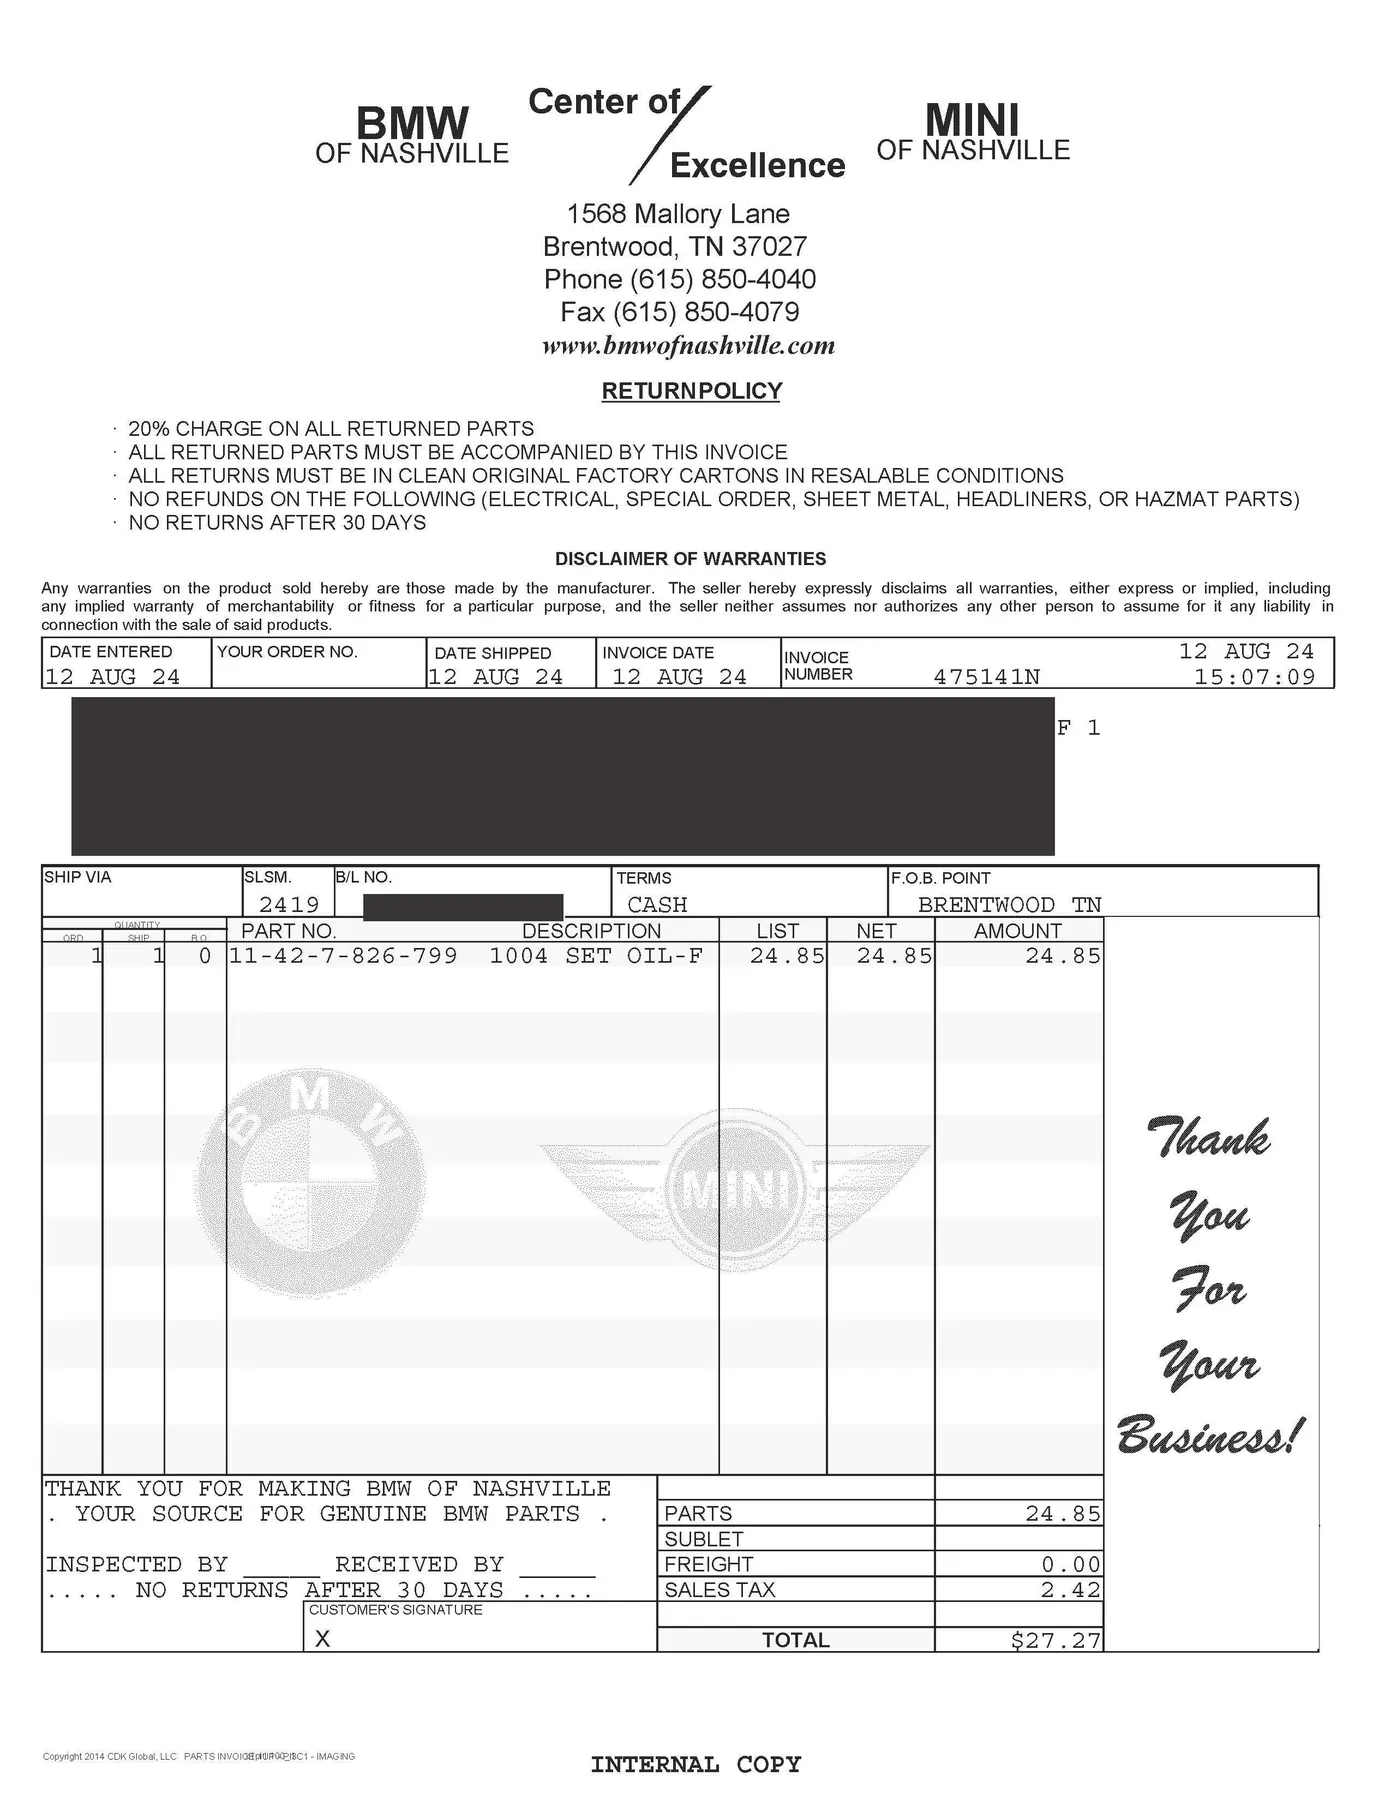 BMW
OF NASHVILLE
Center of
Excellence
MINI
OF NASHVILLE
1568 Mallory Lane
Brentwood, TN 37027
Phone (615) 850-4040
Fax (615) 850-4079
www.bmwofnashville.com
RETURN POLICY
· 20% CHARGE ON ALL RETURNED PARTS
· ALL RETURNED PARTS MUST BE ACCOMPANIED BY THIS INVOICE
· ALL RETURNS MUST BE IN CLEAN ORIGINAL FACTORY CARTONS IN RESALABLE CONDITIONS
· NO REFUNDS ON THE FOLLOWING (ELECTRICAL, SPECIAL ORDER, SHEET METAL, HEADLINERS, OR HAZMAT PARTS)
· NO RETURNS AFTER 30 DAYS
DISCLAIMER OF WARRANTIES
Any warranties on the product sold hereby are those made by the manufacturer. The seller hereby expressly disclaims all warranties, either express or implied, including
any implied warranty of merchantability or fitness for a particular purpose, and the seller neither assumes nor authorizes any other person to assume for it any liability in
connection with the sale of said products.
DATE ENTERED YOUR ORDER NO. DATE SHIPPED INVOICE DATE INVOICE NUMBER 12 AUG 24
12 AUG 24 12 AUG 24 12 AUG 24 475141N 15:07:09
F 1
SHIP VIA SLSM. B/L NO. TERMS F.O.B. POINT
2419 CASH BRENTWOOD TN
QUANTITY
ORD SHIP B.O. PART NO. DESCRIPTION LIST NET AMOUNT
1 1 0 11-42-7-826-799 1004 SET OIL-F 24.85 24.85 24.85
BMW
MINI
Thank
You
For
Your
Business!
THANK YOU FOR MAKING BMW OF NASHVILLE
. YOUR SOURCE FOR GENUINE BMW PARTS .
PARTS 24.85
SUBLET
INSPECTED BY _____ RECEIVED BY _____
FREIGHT 0.00
..... NO RETURNS AFTER 30 DAYS .....
SALES TAX 2.42
CUSTOMER'S SIGNATURE
X
TOTAL $27.27
Copyright 2014 CDK Global, LLC PARTS INVOICE - IMAGING
INTERNAL COPY